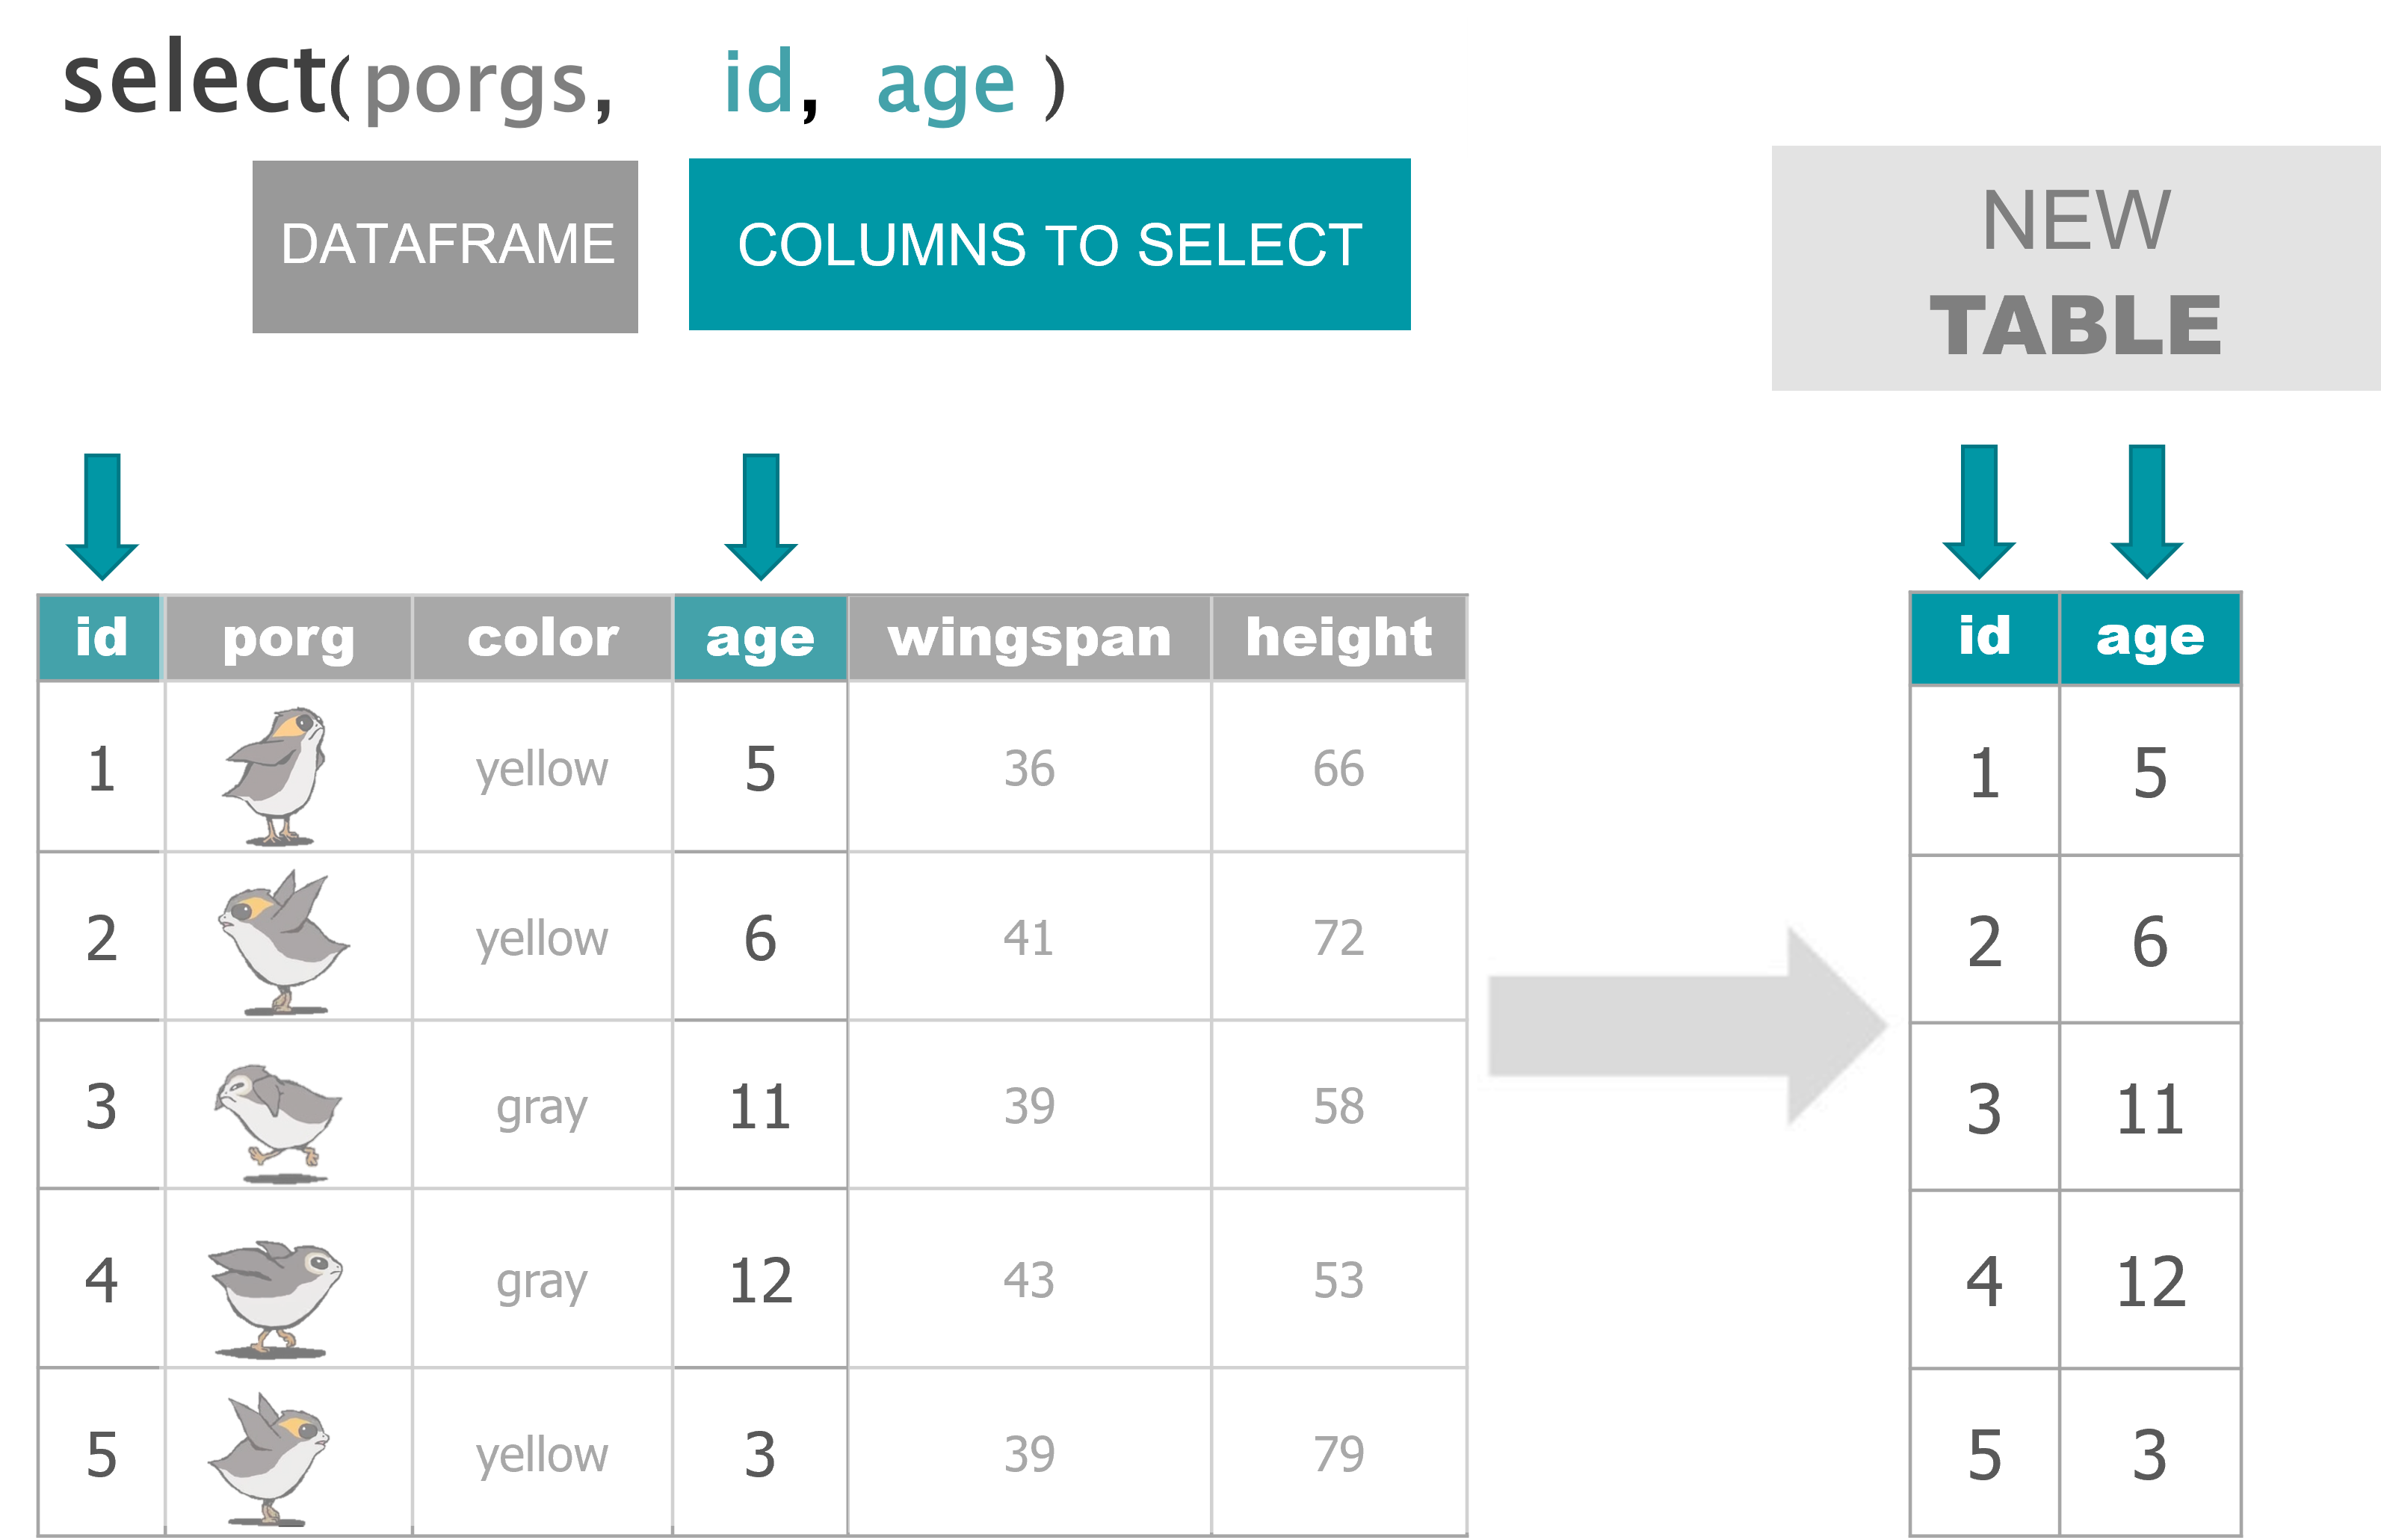 select(porgs, id, age )
DATAFRAME
COLUMNS TO SELECT
NEW
TABLE
id porg color age wingspan height
1 yellow 5 36 66
2 yellow 6 41 72
3 gray 11 39 58
4 gray 12 43 53
5 yellow 3 39 79
id age
1 5
2 6
3 11
4 12
5 3